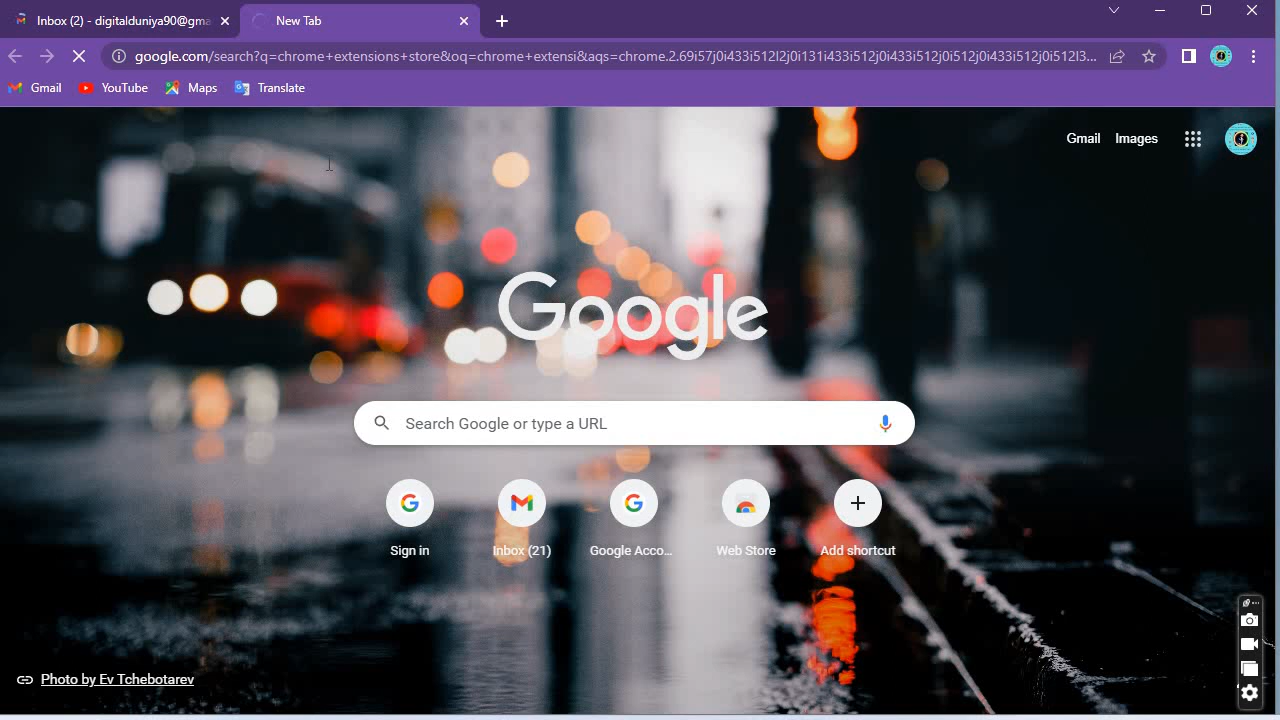 Inbox (2) - digitalduniya90@gma
New Tab
google.com/search?q=chrome+extensions+store&oq=chrome+extensi&aqs=chrome.2.69i57j0i433i512l2j0i131i433i512j0i433i512j0i512j0i433i512j0i512l3...
Gmail
YouTube
Maps
Translate
Gmail
Images
Google
Search Google or type a URL
Sign in
Inbox (21)
Google Acco...
Web Store
Add shortcut
Photo by Ev Tchebotarev